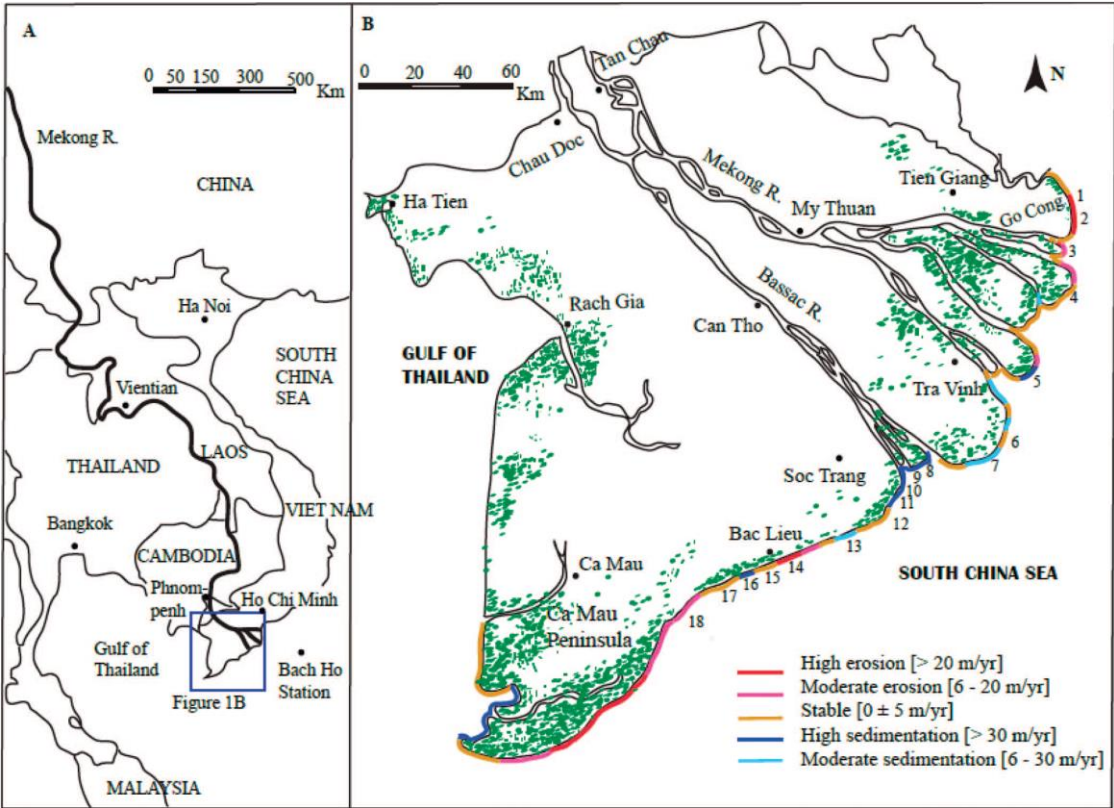 A
0 50 150 300 500
Km
Mekong R.
CHINA
Ha Noi
SOUTH
CHINA
SEA
Vientian
LAOS
THAILAND
VIET NAM
Bangkok
CAMBODIA
Phnom-
penh
Ho Chi Minh
Gulf of
Thailand
Bach Ho
Station
Figure 1B
MALAYSIA
B
0 20 40 60
Km
N
Tan Chau
Chau Doc
Mekong R.
Tien Giang
Ha Tien
My Thuan
Go Cong
1
2
3
4
Rach Gia
Bassac R.
Can Tho
GULF OF
THAILAND
Tra Vinh
5
6
7
Soc Trang
8
9
10
11
12
Bac Lieu
13
14
15
16
17
18
SOUTH CHINA SEA
Ca Mau
Ca Mau
Peninsula
High erosion [> 20 m/yr]
Moderate erosion [6 - 20 m/yr]
Stable [0 ± 5 m/yr]
High sedimentation [> 30 m/yr]
Moderate sedimentation [6 - 30 m/yr]